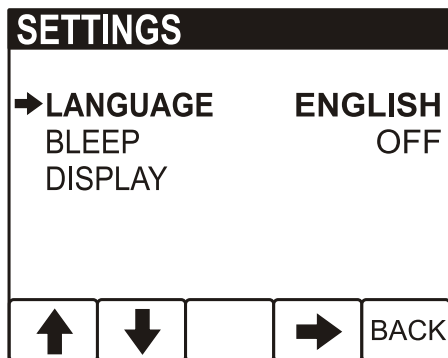 SETTINGS
LANGUAGE ENGLISH
BLEEP OFF
DISPLAY
BACK